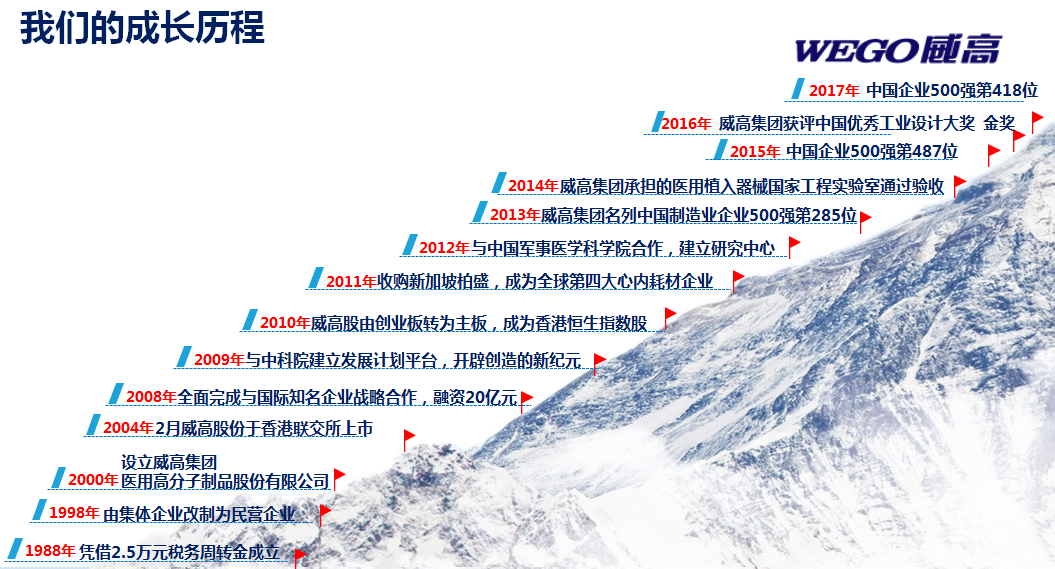 我们的成长历程
WEGO威高
2017年 中国企业500强第418位
2016年 威高集团获评中国优秀工业设计大奖 金奖
2015年 中国企业500强第487位
2014年威高集团承担的医用植入器械国家工程实验室通过验收
2013年威高集团名列中国制造业企业500强第285位
2012年与中国军事医学科学院合作，建立研究中心
2011年收购新加坡柏盛，成为全球第四大心内耗材企业
2010年威高股由创业板转为主板，成为香港恒生指数股
2009年与中科院建立发展计划平台，开辟创造的新纪元
2008年全面完成与国际知名企业战略合作，融资20亿元
2004年2月威高股份于香港联交所上市
设立威高集团
2000年 医用高分子制品股份有限公司
1998年 由集体企业改制为民营企业
1988年 凭借2.5万元税务周转金成立